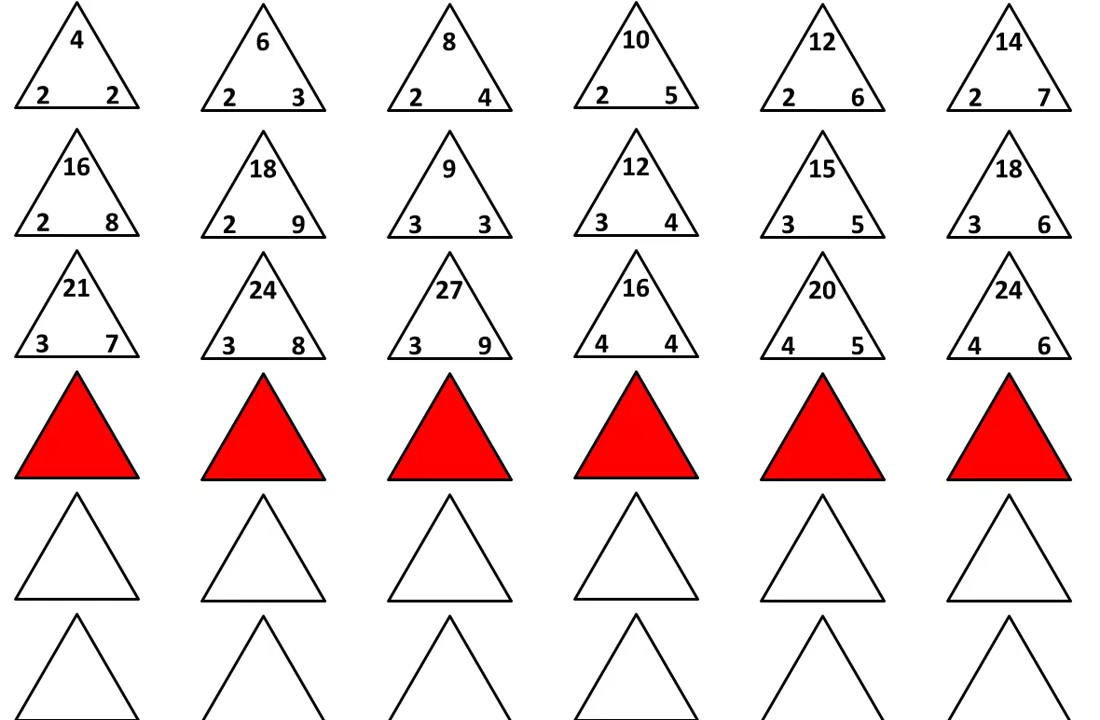 4 6 8 10 12 14
2 2 2 3 2 4 2 5 2 6 2 7
16 18 9 12 15 18
2 8 2 9 3 3 3 4 3 5 3 6
21 24 27 16 20 24
3 7 3 8 3 9 4 4 4 5 4 6